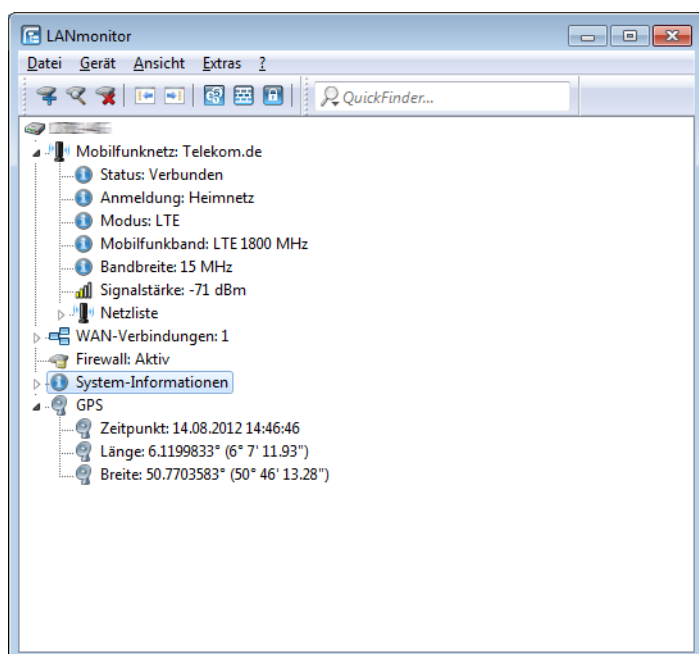 LANmonitor
Datei Gerät Ansicht Extras ?
QuickFinder...
Mobilfunknetz: Telekom.de
Status: Verbunden
Anmeldung: Heimnetz
Modus: LTE
Mobilfunkband: LTE 1800 MHz
Bandbreite: 15 MHz
Signalstärke: -71 dBm
Netzliste
WAN-Verbindungen: 1
Firewall: Aktiv
System-Informationen
GPS
Zeitpunkt: 14.08.2012 14:46:46
Länge: 6.1199833° (6° 7' 11.93")
Breite: 50.7703583° (50° 46' 13.28")